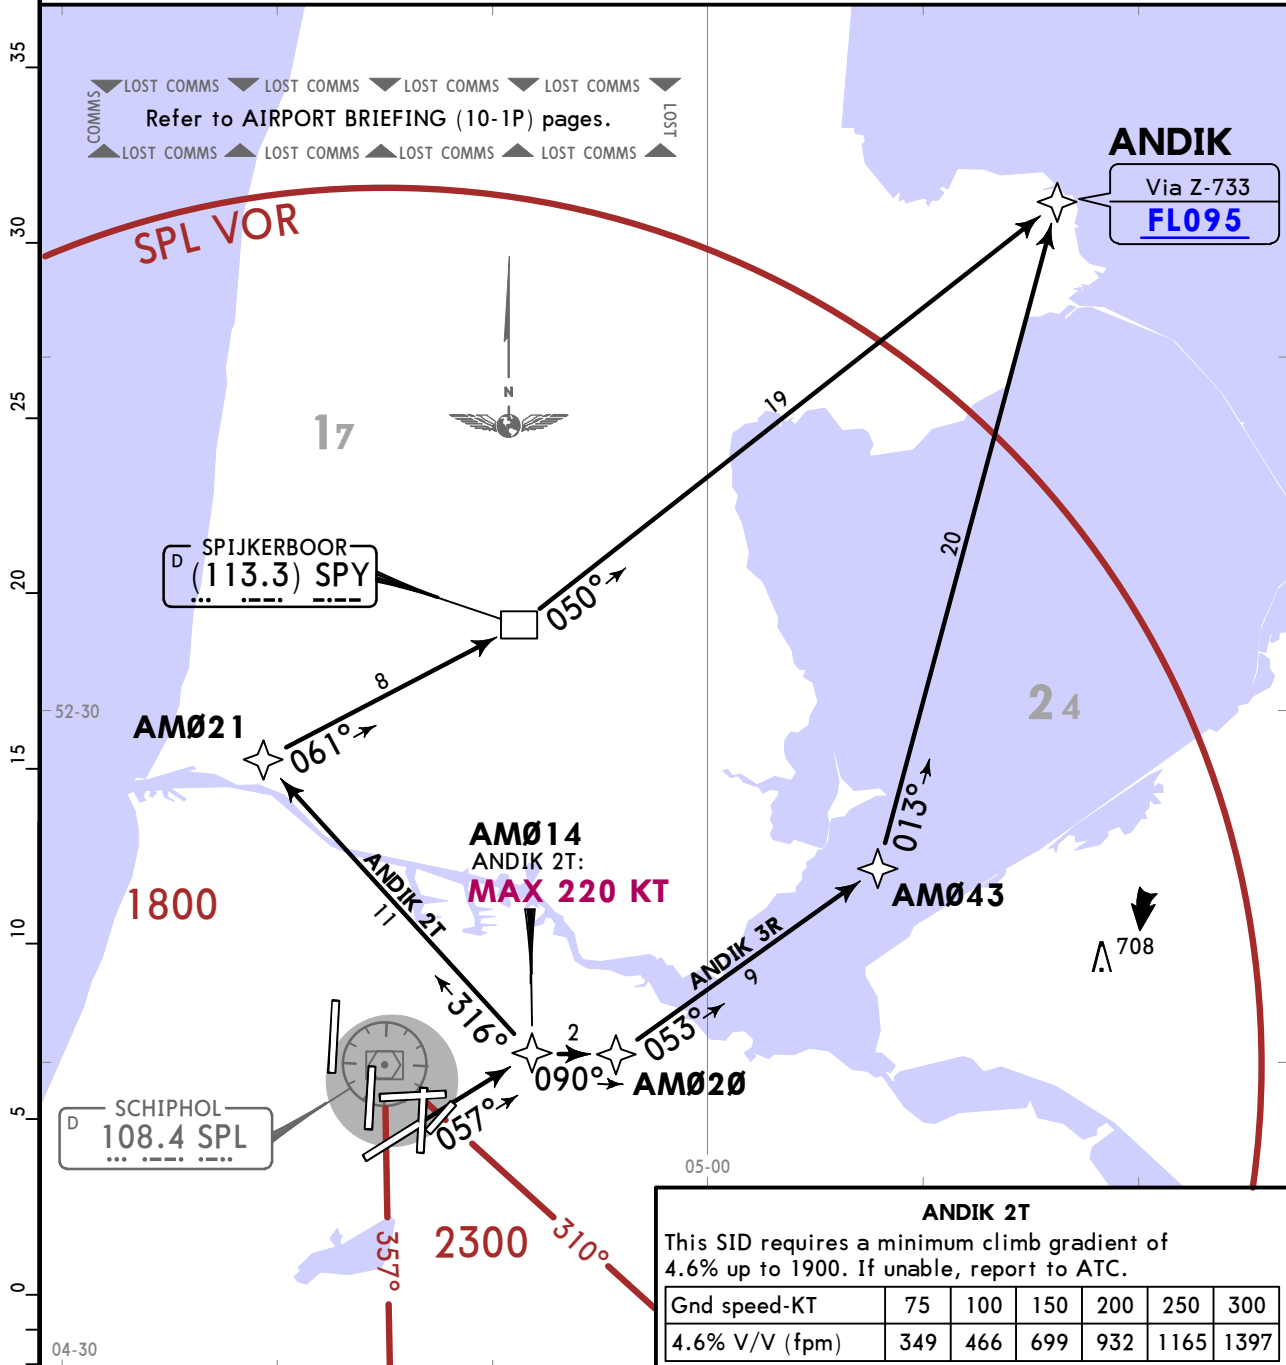 35
LOST COMMS LOST COMMS LOST COMMS LOST COMMS
COMMS
Refer to AIRPORT BRIEFING (10-1P) pages.
LOST
LOST COMMS LOST COMMS LOST COMMS LOST COMMS
ANDIK
Via Z-733
FL095
30
SPL VOR
N
25
17
19
20
SPIJKERBOOR
D (113.3) SPY
050°
20
8
24
52-30
AMØ21
061°
15
013°
AMØ14
ANDIK 2T:
MAX 220 KT
ANDIK 2T
11
AMØ43
1800
10
ANDIK 3R
9
708
316°
2
053°
090°
AMØ2Ø
057°
5
SCHIPHOL
D 108.4 SPL
05-00
357°
2300
310°
0
04-30
ANDIK 2T
This SID requires a minimum climb gradient of
4.6% up to 1900. If unable, report to ATC.
Gnd speed-KT 75 100 150 200 250 300
4.6% V/V (fpm) 349 466 699 932 1165 1397